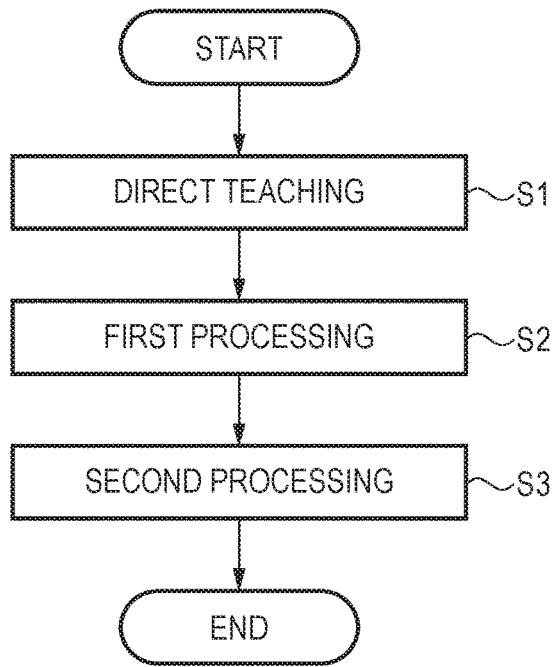 START
DIRECT TEACHING S1
FIRST PROCESSING S2
SECOND PROCESSING S3
END